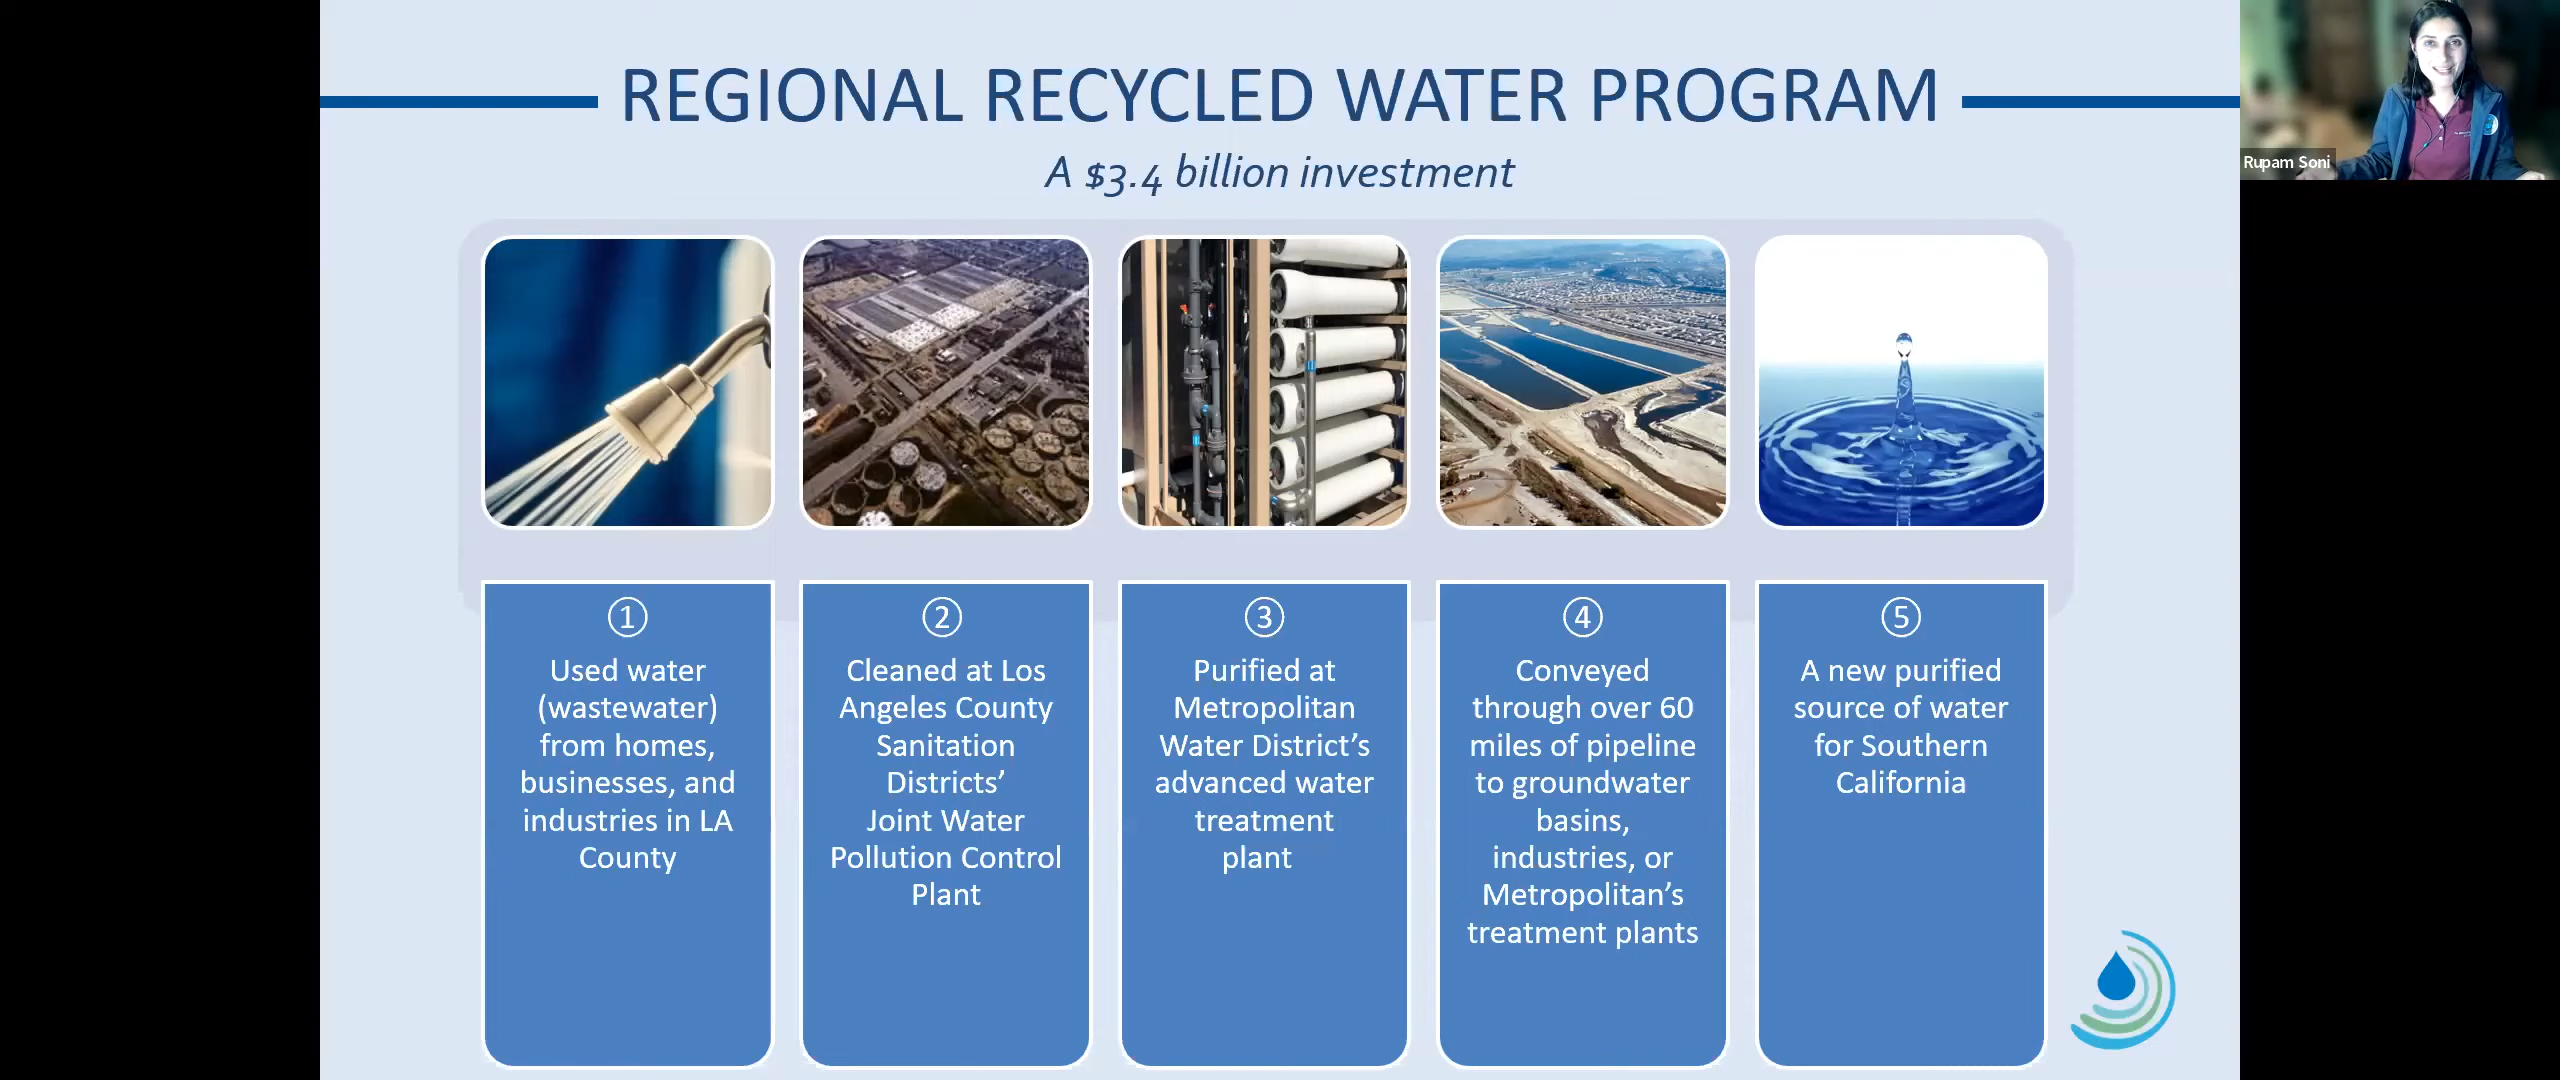 REGIONAL RECYCLED WATER PROGRAM
A $3.4 billion investment
Rupam Soni
①
Used water
(wastewater)
from homes,
businesses, and
industries in LA
County
②
Cleaned at Los
Angeles County
Sanitation
Districts’
Joint Water
Pollution Control
Plant
③
Purified at
Metropolitan
Water District’s
advanced water
treatment
plant
④
Conveyed
through over 60
miles of pipeline
to groundwater
basins,
industries, or
Metropolitan’s
treatment plants
⑤
A new purified
source of water
for Southern
California